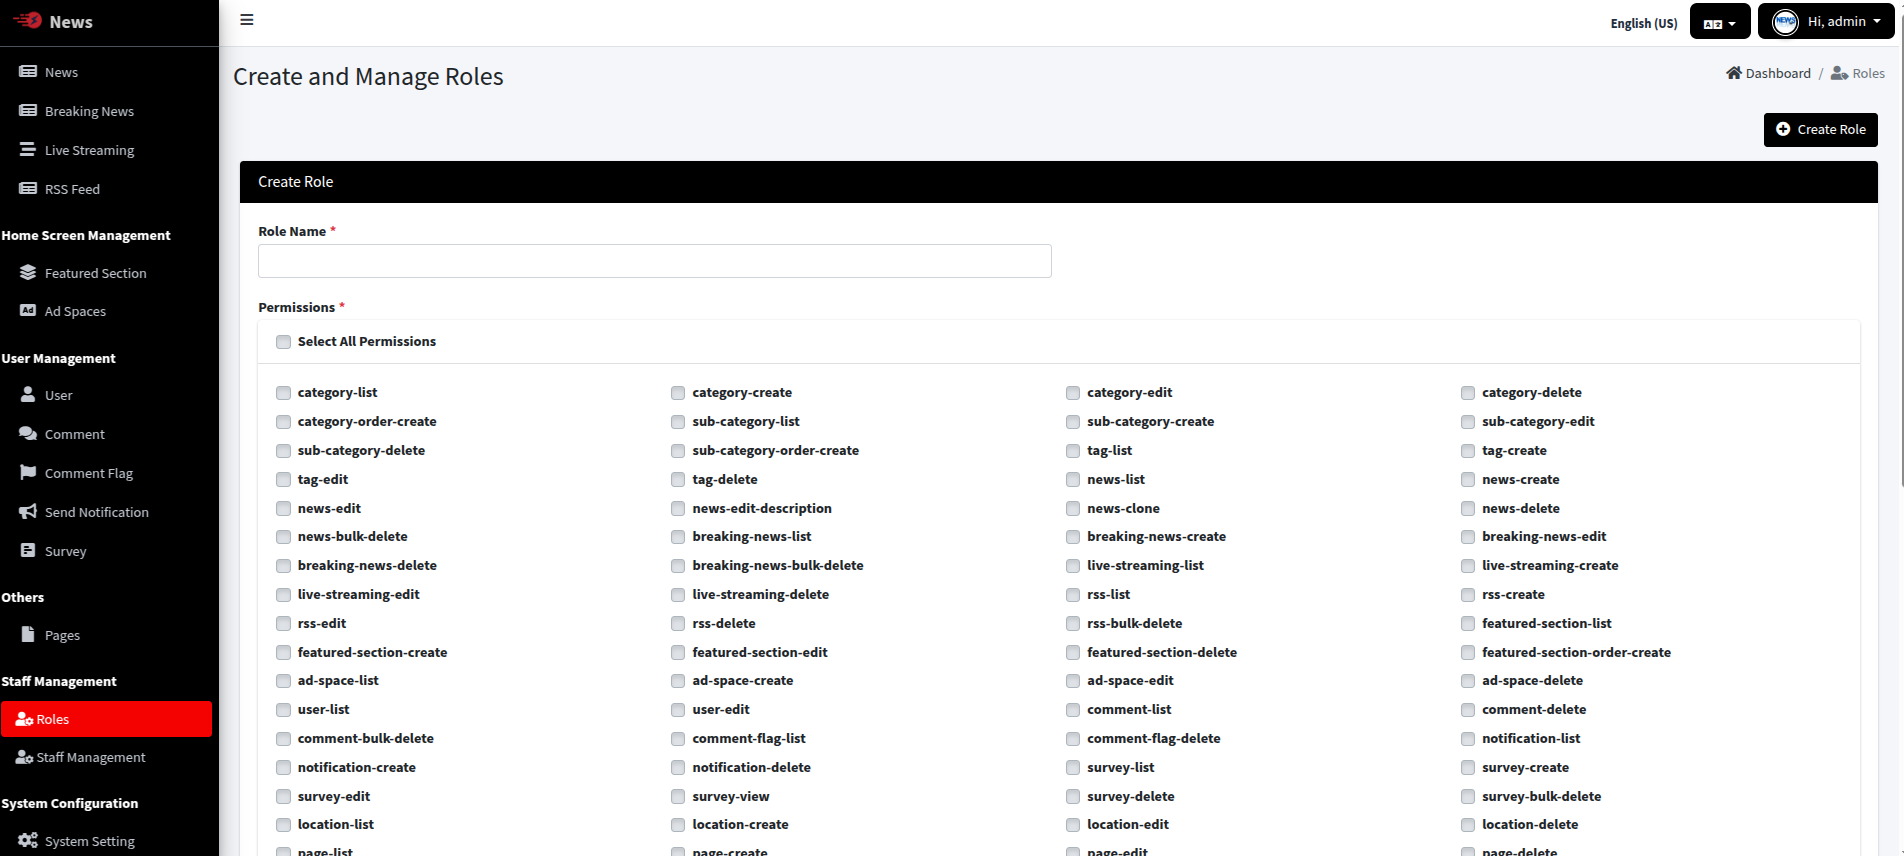 News
English (US)
Hi, admin
News
Breaking News
Live Streaming
RSS Feed
Home Screen Management
Featured Section
Ad Spaces
User Management
User
Comment
Comment Flag
Send Notification
Survey
Others
Pages
Staff Management
Roles
Staff Management
System Configuration
System Setting
Create and Manage Roles
Dashboard / Roles
Create Role
Create Role
Role Name *
Permissions *
Select All Permissions
category-list category-create category-edit category-delete
category-order-create sub-category-list sub-category-create sub-category-edit
sub-category-delete sub-category-order-create tag-list tag-create
tag-edit tag-delete news-list news-create
news-edit news-edit-description news-clone news-delete
news-bulk-delete breaking-news-list breaking-news-create breaking-news-edit
breaking-news-delete breaking-news-bulk-delete live-streaming-list live-streaming-create
live-streaming-edit live-streaming-delete rss-list rss-create
rss-edit rss-delete rss-bulk-delete featured-section-list
featured-section-create featured-section-edit featured-section-delete featured-section-order-create
ad-space-list ad-space-create ad-space-edit ad-space-delete
user-list user-edit comment-list comment-delete
comment-bulk-delete comment-flag-list comment-flag-delete notification-list
notification-create notification-delete survey-list survey-create
survey-edit survey-view survey-delete survey-bulk-delete
location-list location-create location-edit location-delete
page-list page-create page-edit page-delete